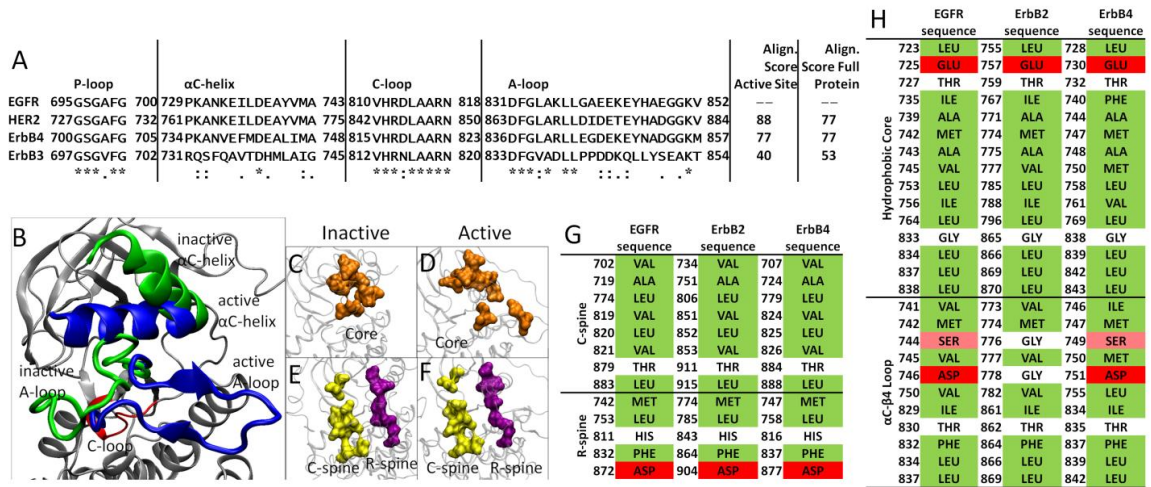 A
P-loop αC-helix C-loop A-loop Align. Score Active Site Align. Score Full Protein
EGFR 695 GSGAFG 700 729 PKANKEILDEAYVMA 743 810 VHRDLAARN 818 831 DFGLAKLLGAEEKEYHAEGGKV 852 -- --
HER2 727 GSGAFG 732 761 PKANKEILDEAYVMA 775 842 VHRDLAARN 850 863 DFGLARLLDIDETEYHADGGKV 884 88 77
ErbB4 700 GSGAFG 705 734 PKANVEFMDEALIMA 748 815 VHRDLAARN 823 836 DFGLARLLEGDEKEYNADGGKM 857 77 77
ErbB3 697 GSGVFG 702 731 RQSFQAVTDHMLAIG 745 812 VHRNLAARN 820 833 DFGVADLLPPDDKQLLYSEAKT 854 40 53
***.** :: .*. . ***:***** ***:* ** ::.: . *
B
inactive
αC-helix
active
αC-helix
inactive
A-loop
active
A-loop
C-loop
Inactive Active
C D
Core Core
E F
C-spine R-spine C-spine R-spine
G
EGFR sequence ErbB2 sequence ErbB4 sequence
C-spine
702 VAL 734 VAL 707 VAL
719 ALA 751 ALA 724 ALA
774 LEU 806 LEU 779 LEU
819 VAL 851 VAL 824 VAL
820 LEU 852 LEU 825 LEU
821 VAL 853 VAL 826 VAL
879 THR 911 THR 884 THR
883 LEU 915 LEU 888 LEU
R-spine
742 MET 774 MET 747 MET
753 LEU 785 LEU 758 LEU
811 HIS 843 HIS 816 HIS
832 PHE 864 PHE 837 PHE
872 ASP 904 ASP 877 ASP
H
EGFR sequence ErbB2 sequence ErbB4 sequence
Hydrophobic Core
723 LEU 755 LEU 728 LEU
725 GLU 757 GLU 730 GLU
727 THR 759 THR 732 THR
735 ILE 767 ILE 740 PHE
739 ALA 771 ALA 744 ALA
742 MET 774 MET 747 MET
743 ALA 775 ALA 748 ALA
745 VAL 777 VAL 750 MET
753 LEU 785 LEU 758 LEU
756 ILE 788 ILE 761 VAL
764 LEU 796 LEU 769 LEU
833 GLY 865 GLY 838 GLY
834 LEU 866 LEU 839 LEU
837 LEU 869 LEU 842 LEU
838 LEU 870 LEU 843 LEU
αC-β4 Loop
741 VAL 773 VAL 746 ILE
742 MET 774 MET 747 MET
744 SER 776 GLY 749 SER
745 VAL 777 VAL 750 MET
746 ASP 778 GLY 751 ASP
750 VAL 782 VAL 755 LEU
829 ILE 861 ILE 834 ILE
830 THR 862 THR 835 THR
832 PHE 864 PHE 837 PHE
834 LEU 866 LEU 839 LEU
837 LEU 869 LEU 842 LEU